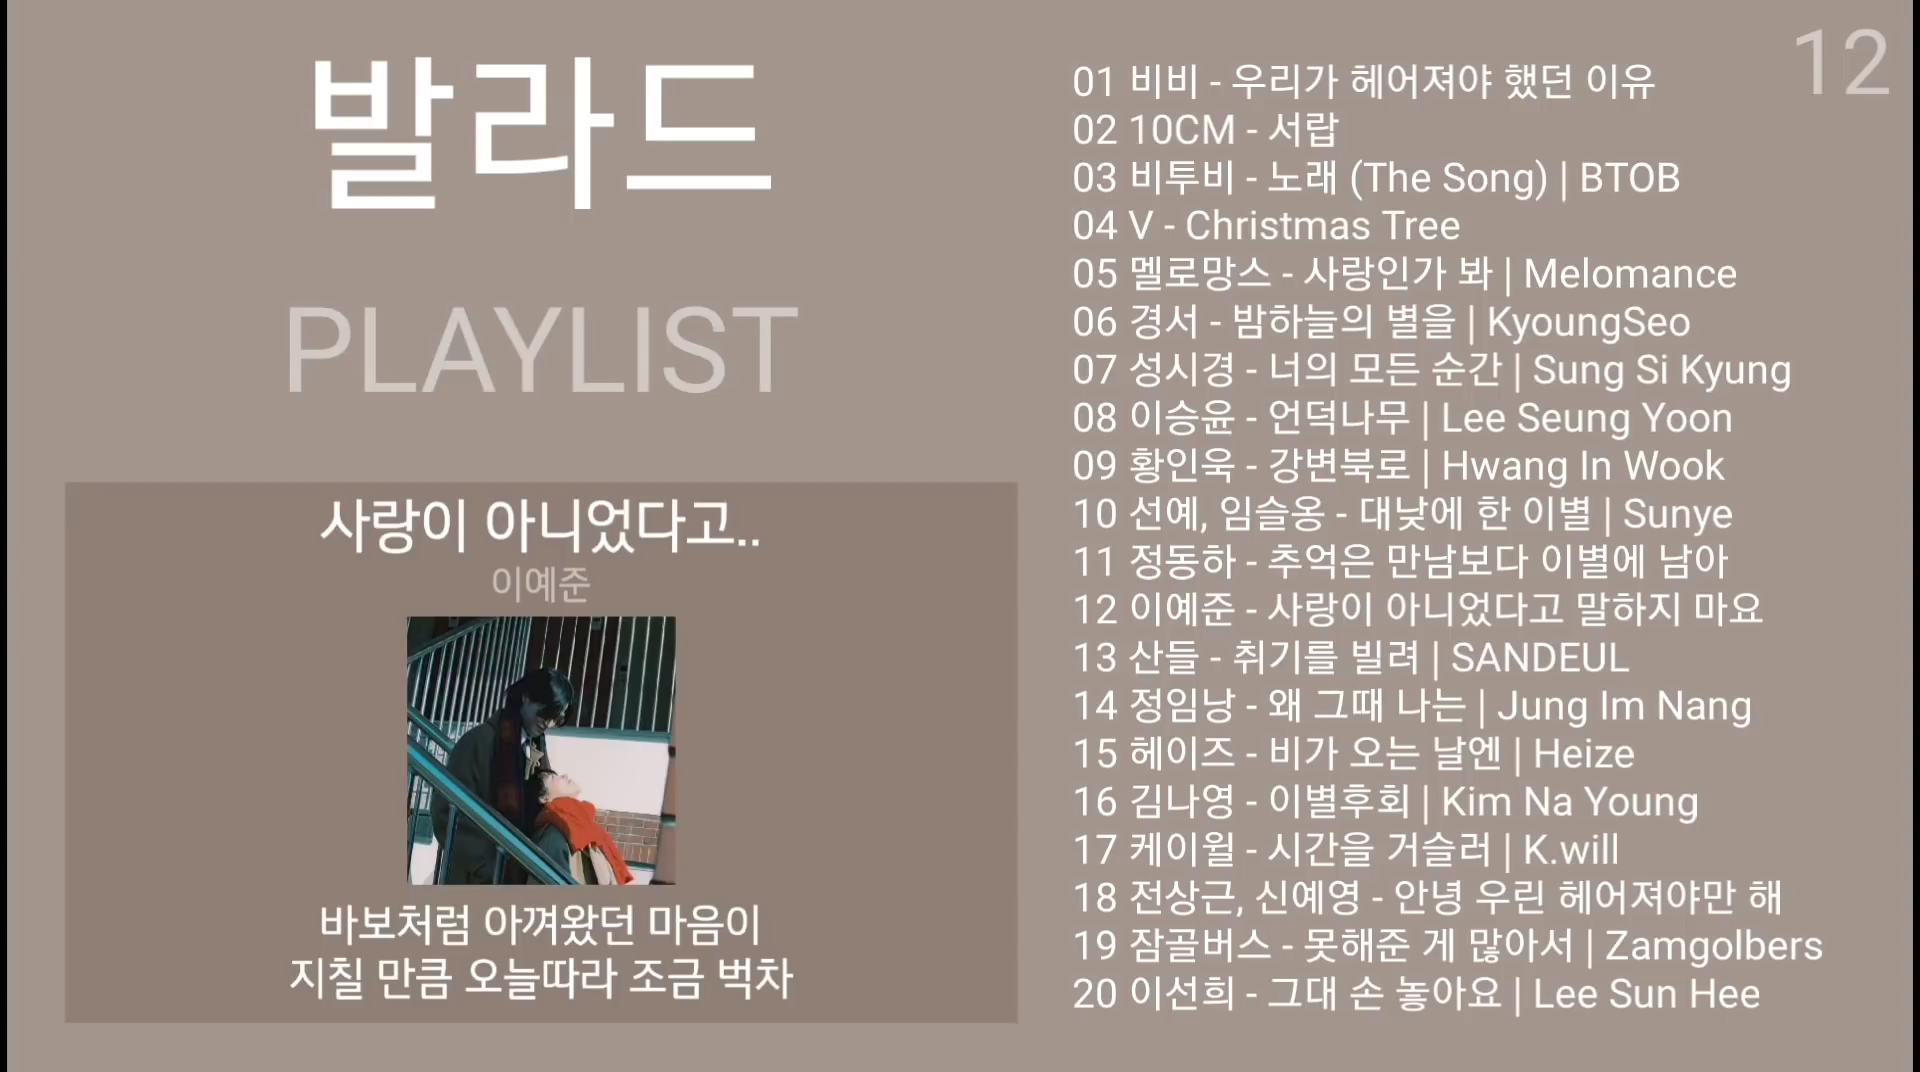 발라드
PLAYLIST
사랑이 아니었다고..
이예준
바보처럼 아껴왔던 마음이
지칠 만큼 오늘따라 조금 벅차
12
01 비비 - 우리가 헤어져야 했던 이유
02 10CM - 서랍
03 비투비 - 노래 (The Song) | BTOB
04 V - Christmas Tree
05 멜로망스 - 사랑인가 봐 | Melomance
06 경서 - 밤하늘의 별을 | KyoungSeo
07 성시경 - 너의 모든 순간 | Sung Si Kyung
08 이승윤 - 언덕나무 | Lee Seung Yoon
09 황인욱 - 강변북로 | Hwang In Wook
10 선예, 임슬옹 - 대낮에 한 이별 | Sunye
11 정동하 - 추억은 만남보다 이별에 남아
12 이예준 - 사랑이 아니었다고 말하지 마요
13 산들 - 취기를 빌려 | SANDEUL
14 정임낭 - 왜 그때 나는 | Jung Im Nang
15 헤이즈 - 비가 오는 날엔 | Heize
16 김나영 - 이별후회 | Kim Na Young
17 케이윌 - 시간을 거슬러 | K.will
18 전상근, 신예영 - 안녕 우린 헤어져야만 해
19 잠골버스 - 못해준 게 많아서 | Zamgolbers
20 이선희 - 그대 손 놓아요 | Lee Sun Hee